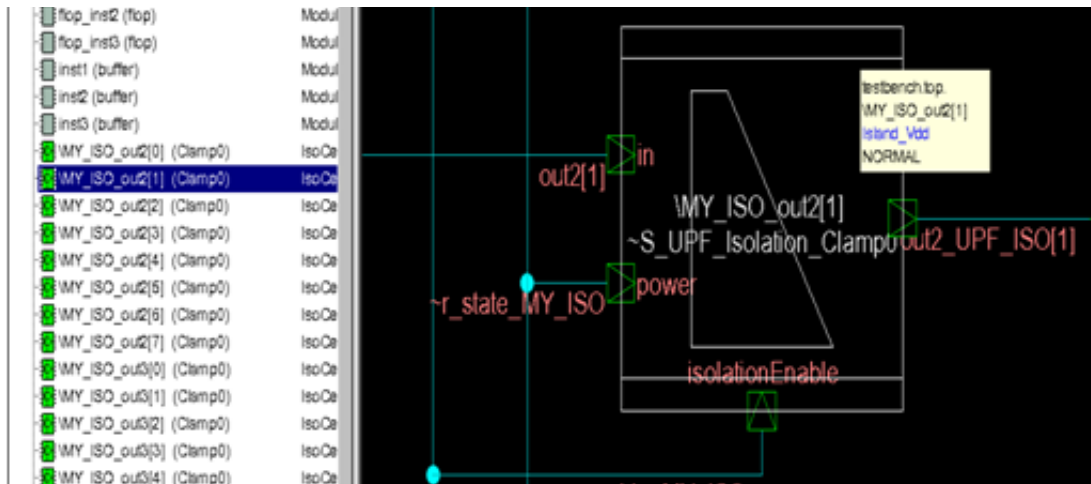 flop_inst2 (flop) Modul
flop_inst3 (flop) Modul
inst1 (buffer) Modul
inst2 (buffer) Modul
inst3 (buffer) Modul
\MY_ISO_out2[0] (Clamp0) IsoCe
\MY_ISO_out2[1] (Clamp0) IsoCe
\MY_ISO_out2[2] (Clamp0) IsoCe
\MY_ISO_out2[3] (Clamp0) IsoCe
\MY_ISO_out2[4] (Clamp0) IsoCe
\MY_ISO_out2[5] (Clamp0) IsoCe
\MY_ISO_out2[6] (Clamp0) IsoCe
\MY_ISO_out2[7] (Clamp0) IsoCe
\MY_ISO_out3[0] (Clamp0) IsoCe
\MY_ISO_out3[1] (Clamp0) IsoCe
\MY_ISO_out3[2] (Clamp0) IsoCe
\MY_ISO_out3[3] (Clamp0) IsoCe
\MY_ISO_out3[4] (Clamp0) IsoCe
testbench.top.
\MY_ISO_out2[1]
Island_Vdd
NORMAL
in
out2[1]
\MY_ISO_out2[1]
~S_UPF_Isolation_Clamp0
out2_UPF_ISO[1]
power
~r_state_MY_ISO
isolationEnable